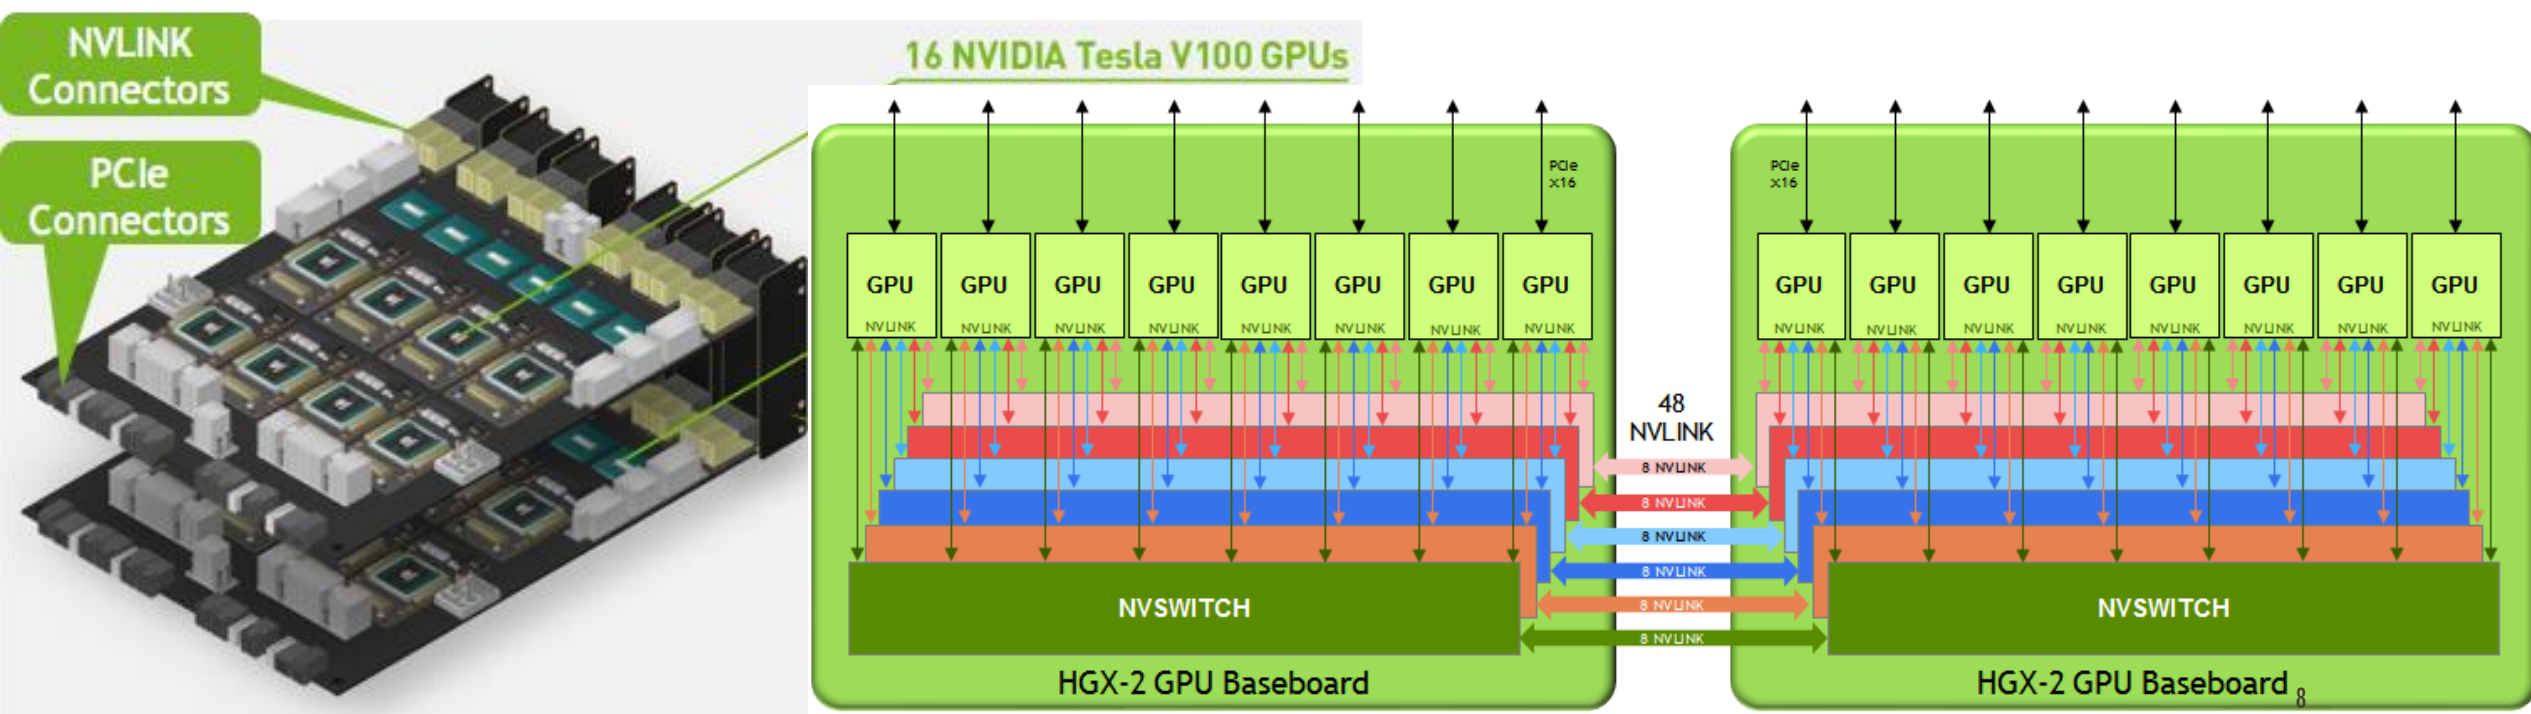 NVLINK
Connectors
PCIe
Connectors
16 NVIDIA Tesla V100 GPUs
PCIe
x16
GPU GPU GPU GPU GPU GPU GPU GPU
NVLINK NVLINK NVLINK NVLINK NVLINK NVLINK NVLINK NVLINK
NVSWITCH
HGX-2 GPU Baseboard
48
NVLINK
8 NVLINK
8 NVLINK
8 NVLINK
8 NVLINK
8 NVLINK
8 NVLINK
PCIe
x16
GPU GPU GPU GPU GPU GPU GPU GPU
NVLINK NVLINK NVLINK NVLINK NVLINK NVLINK NVLINK NVLINK
NVSWITCH
HGX-2 GPU Baseboard
8